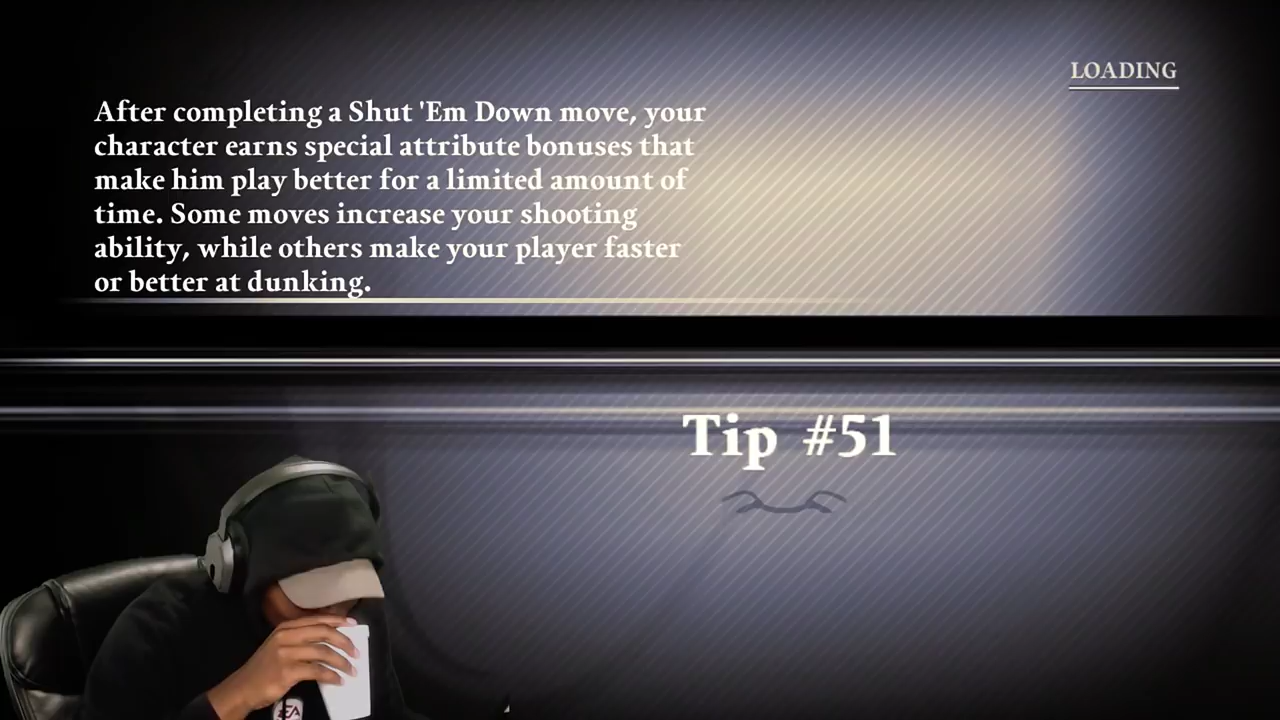 LOADING
After completing a Shut 'Em Down move, your
character earns special attribute bonuses that
make him play better for a limited amount of
time. Some moves increase your shooting
ability, while others make your player faster
or better at dunking.
Tip #51
EA